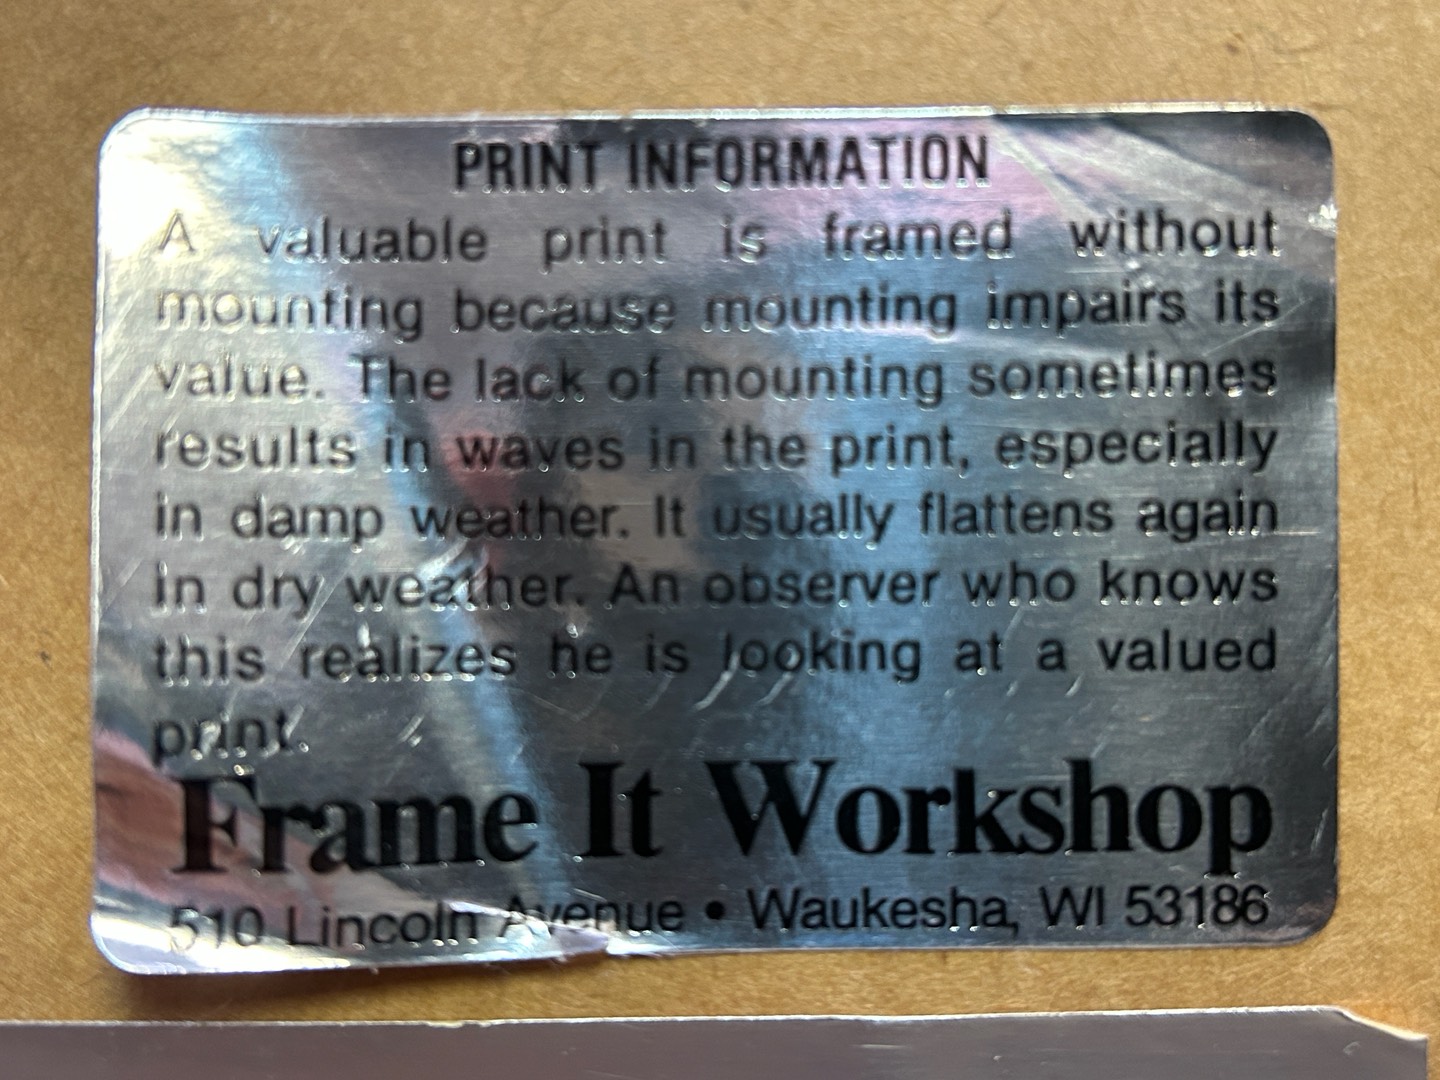 PRINT INFORMATION
A valuable print is framed without
mounting because mounting impairs its
value. The lack of mounting sometimes
results in waves in the print, especially
in damp weather. It usually flattens again
in dry weather. An observer who knows
this realizes he is looking at a valued
print.
Frame It Workshop
510 Lincoln Avenue • Waukesha, WI 53186